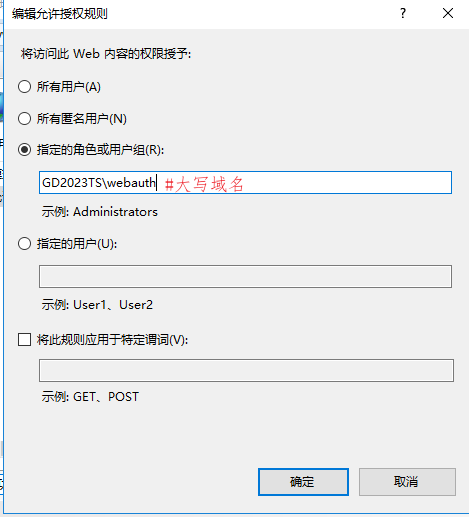 编辑允许授权规则
?
将访问此 Web 内容的权限授予:
所有用户(A)
所有匿名用户(N)
指定的角色或用户组(R):
GD2023TS\webauth #大写域名
示例: Administrators
指定的用户(U):
示例: User1、User2
将此规则应用于特定谓词(V):
示例: GET、POST
确定 取消